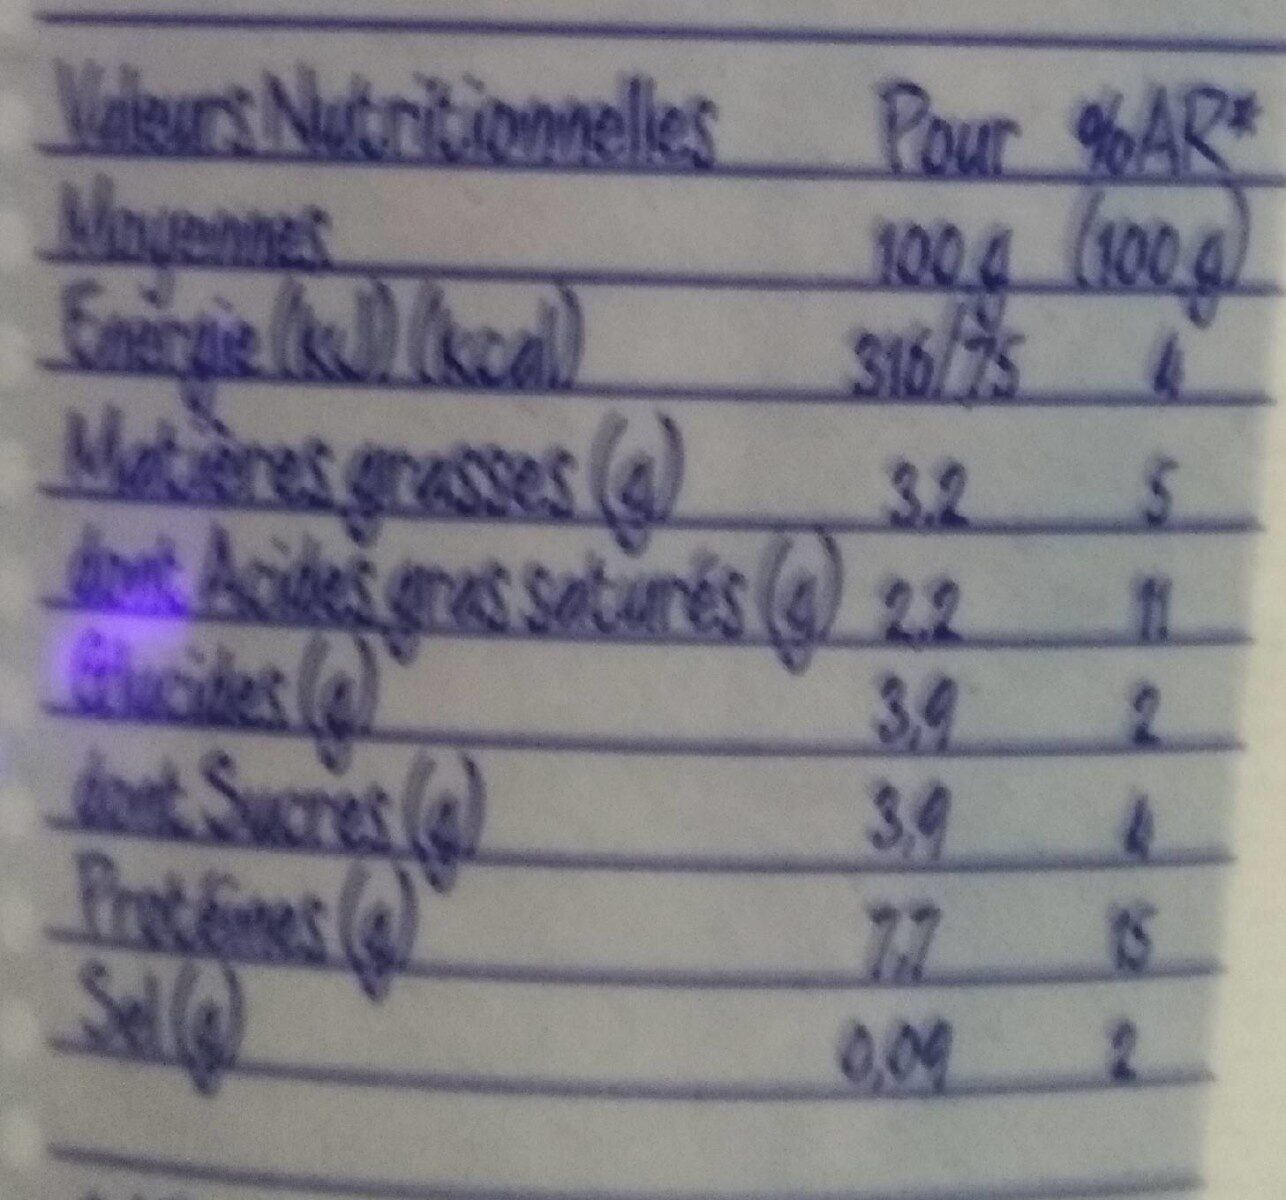 Valeurs Nutritionnelles Pour %AR*
Moyennes 100 g (100 g)
Energie (kJ) (kcal) 316/75 4
Matières grasses (g) 3.2 5
dont Acides gras saturés (g) 2,2 11
Glucides (g) 3,9 2
dont Sucres (g) 3,9 4
Protéines (g) 7,7 15
Sel (g) 0,09 2